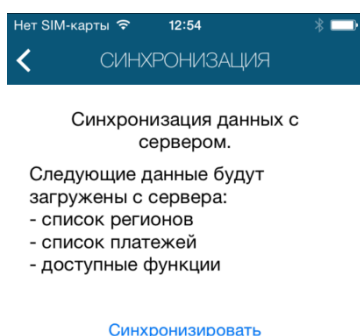 Нет SIM-карты 12:54
СИНХРОНИЗАЦИЯ
Синхронизация данных с
сервером.
Следующие данные будут
загружены с сервера:
- список регионов
- список платежей
- доступные функции
Синхронизировать